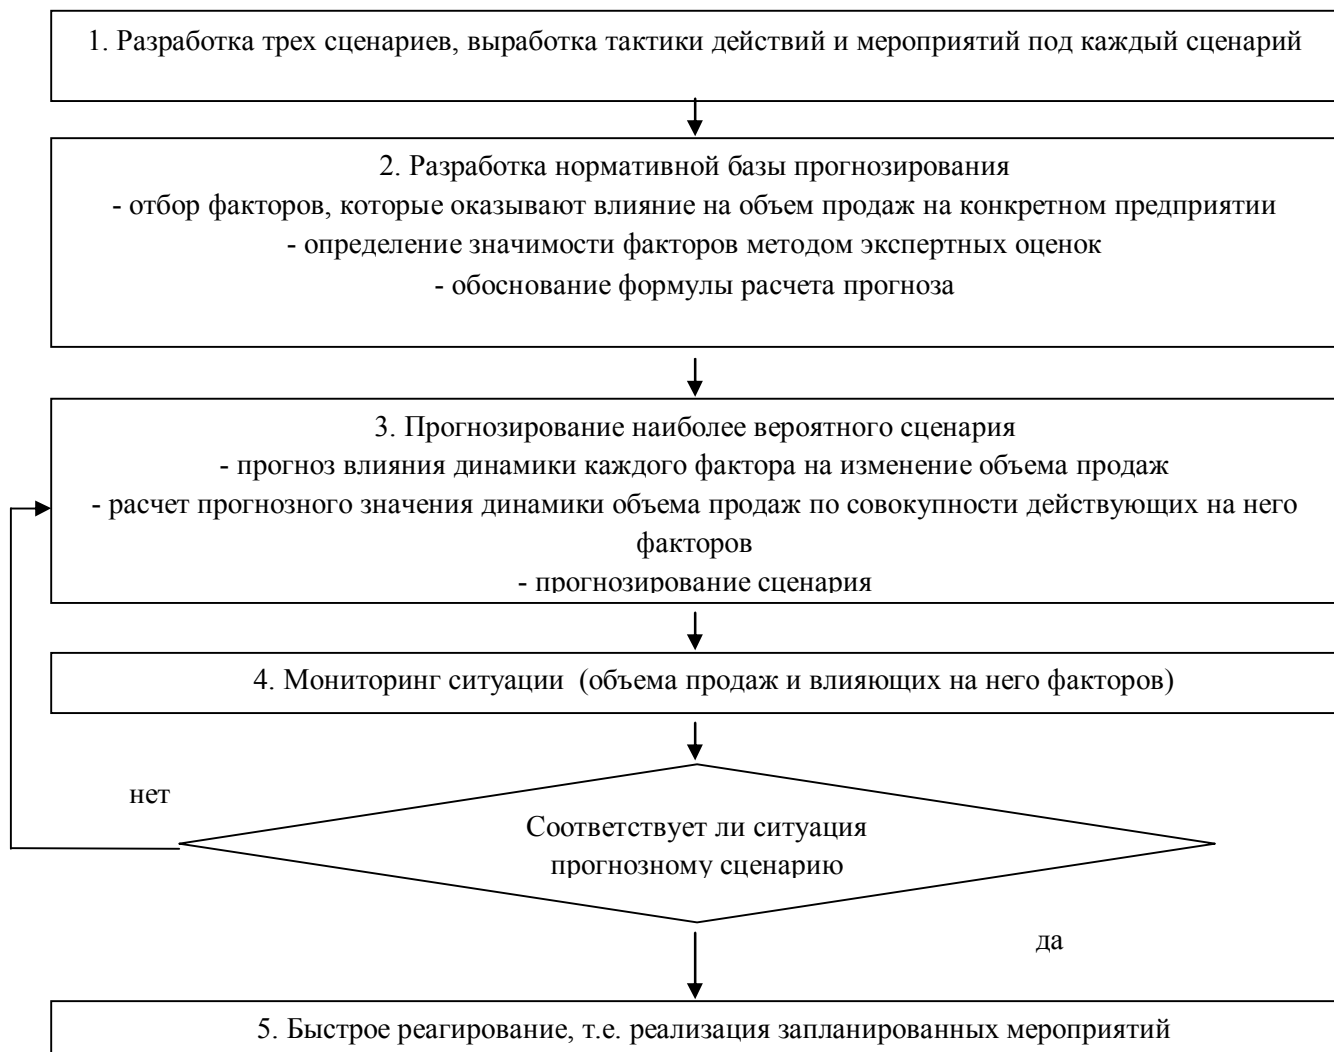 1. Разработка трех сценариев, выработка тактики действий и мероприятий под каждый сценарий
2. Разработка нормативной базы прогнозирования
- отбор факторов, которые оказывают влияние на объем продаж на конкретном предприятии
- определение значимости факторов методом экспертных оценок
- обоснование формулы расчета прогноза
3. Прогнозирование наиболее вероятного сценария
- прогноз влияния динамики каждого фактора на изменение объема продаж
- расчет прогнозного значения динамики объема продаж по совокупности действующих на него
факторов
- прогнозирование сценария
4. Мониторинг ситуации (объема продаж и влияющих на него факторов)
нет
Соответствует ли ситуация
прогнозному сценарию
да
5. Быстрое реагирование, т.е. реализация запланированных мероприятий